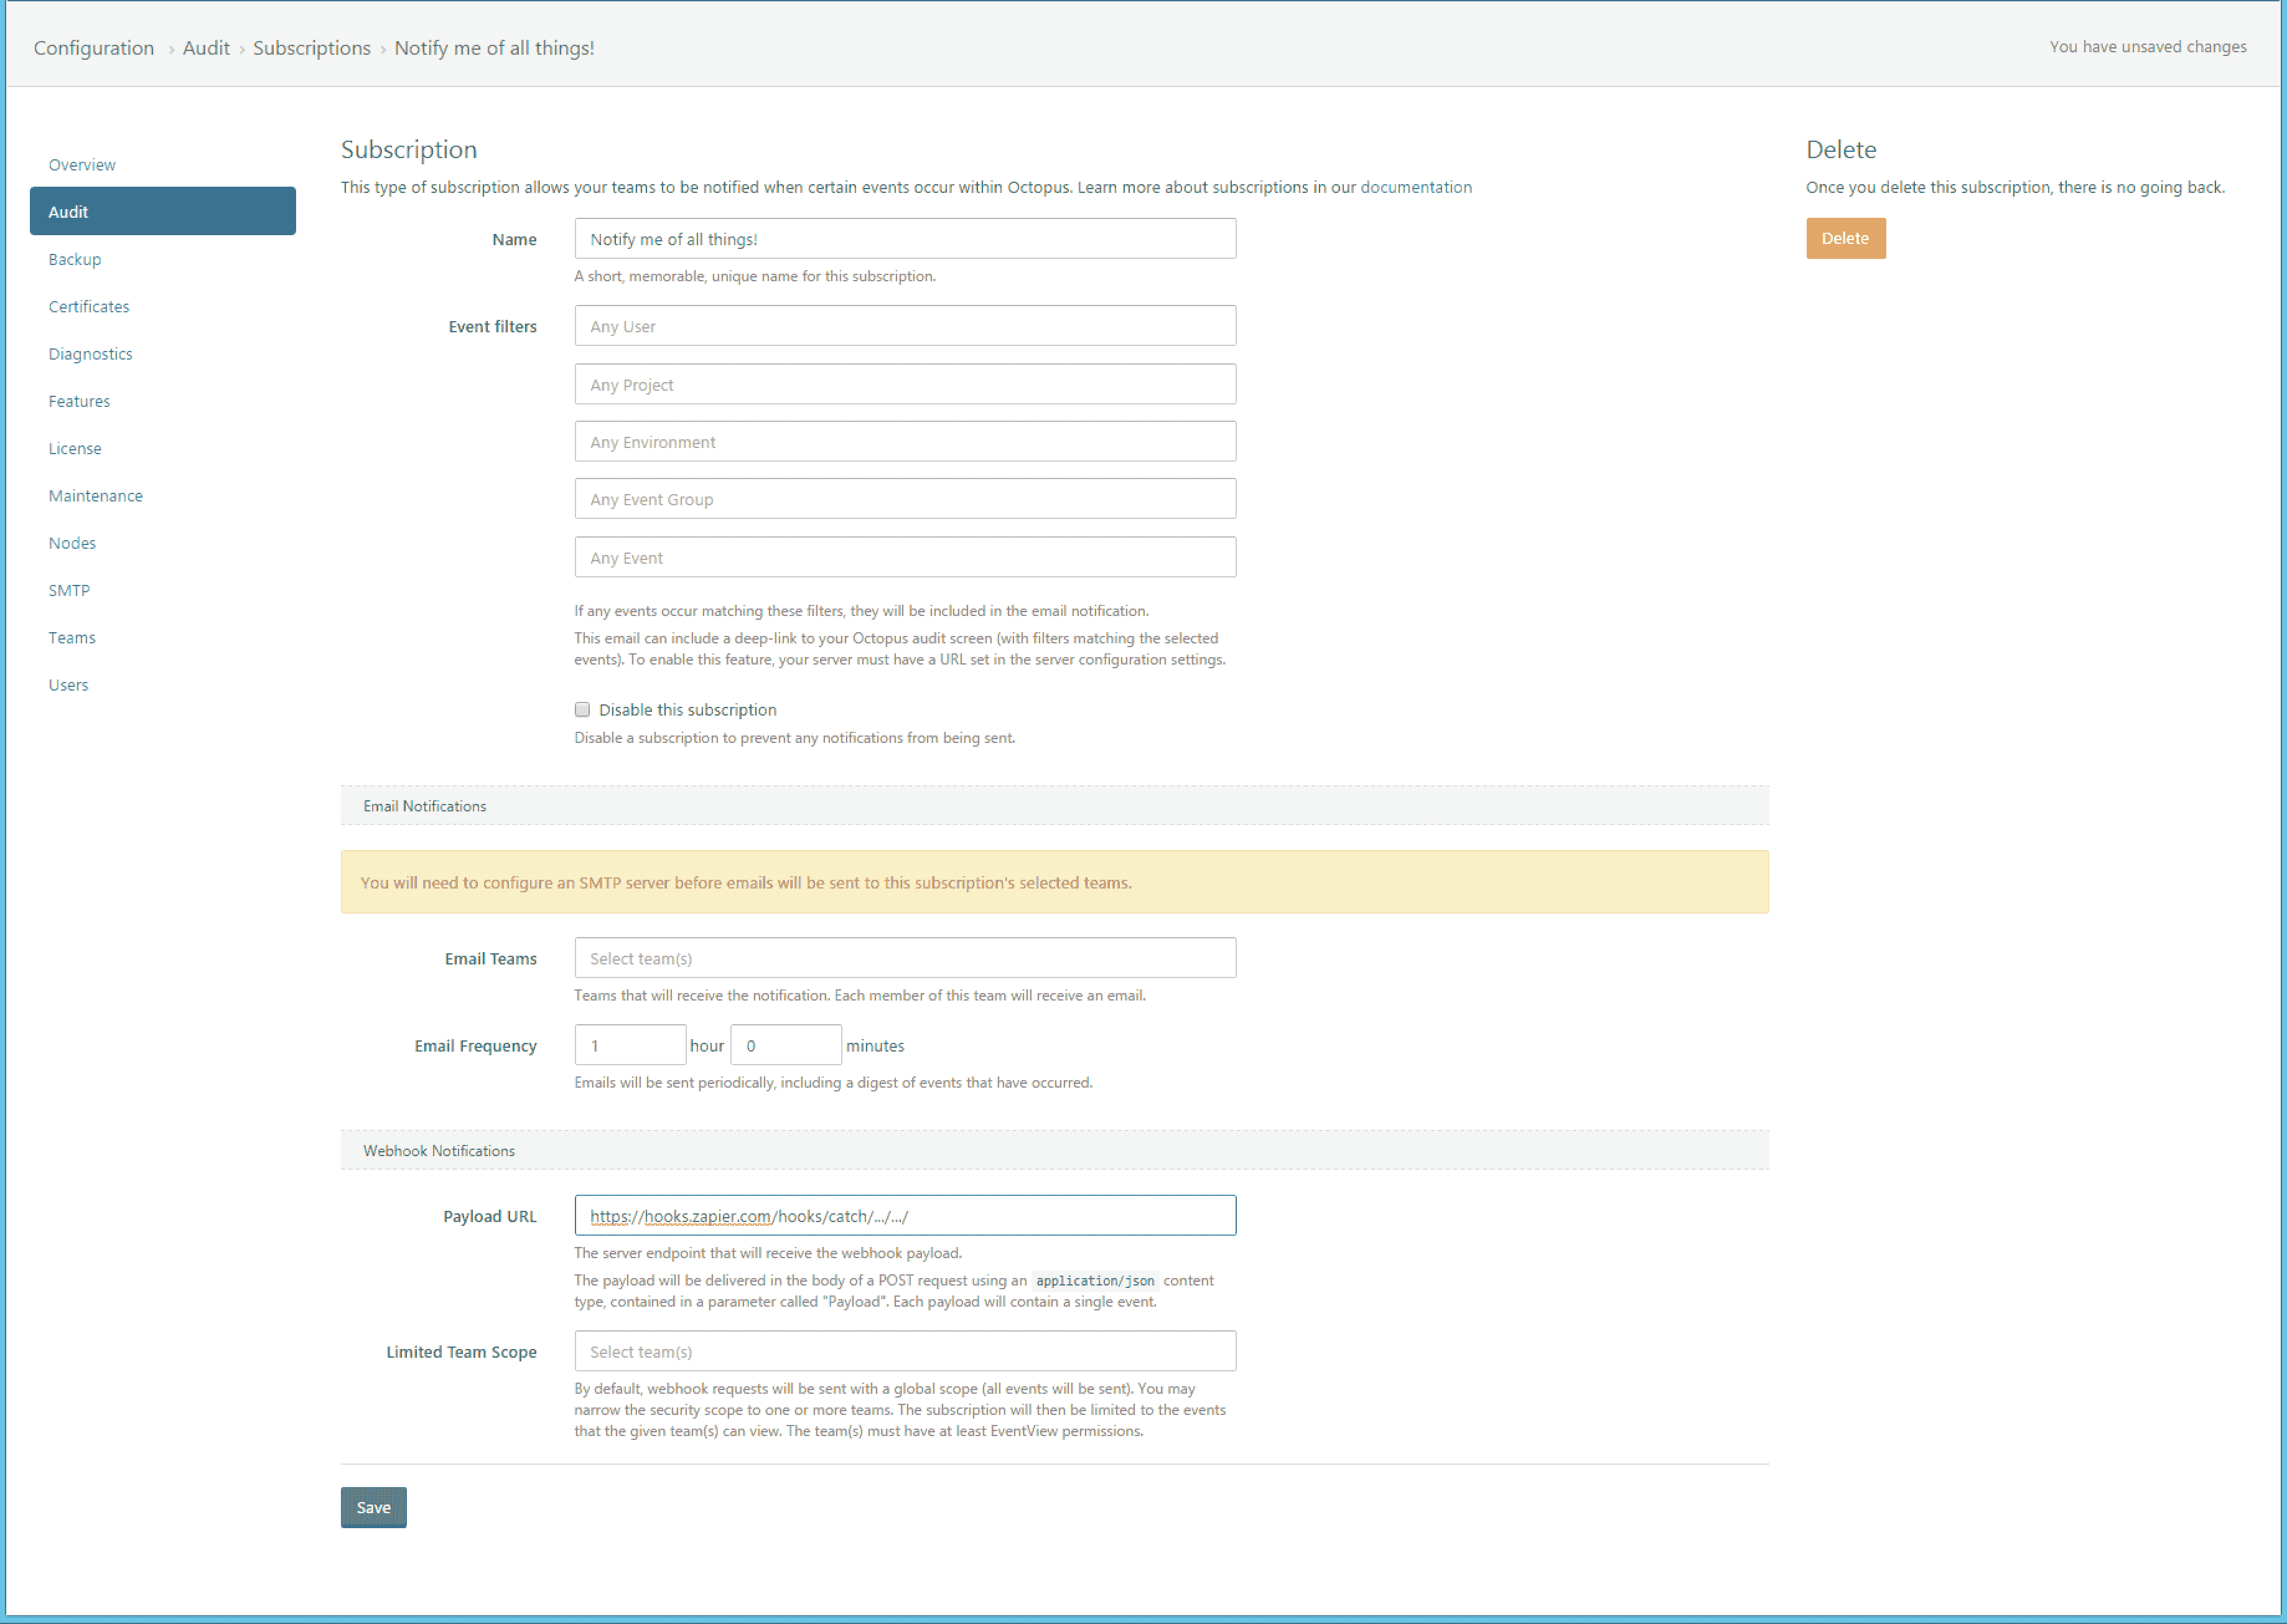 Configuration › Audit › Subscriptions › Notify me of all things!
You have unsaved changes
Overview
Audit
Backup
Certificates
Diagnostics
Features
License
Maintenance
Nodes
SMTP
Teams
Users
Subscription
This type of subscription allows your teams to be notified when certain events occur within Octopus. Learn more about subscriptions in our documentation
Name
Notify me of all things!
A short, memorable, unique name for this subscription.
Event filters
Any User
Any Project
Any Environment
Any Event Group
Any Event
If any events occur matching these filters, they will be included in the email notification.
This email can include a deep-link to your Octopus audit screen (with filters matching the selected
events). To enable this feature, your server must have a URL set in the server configuration settings.
Disable this subscription
Disable a subscription to prevent any notifications from being sent.
Email Notifications
You will need to configure an SMTP server before emails will be sent to this subscription's selected teams.
Email Teams
Select team(s)
Teams that will receive the notification. Each member of this team will receive an email.
Email Frequency
1 hour 0 minutes
Emails will be sent periodically, including a digest of events that have occurred.
Webhook Notifications
Payload URL
https://hooks.zapier.com/hooks/catch/.../.../
The server endpoint that will receive the webhook payload.
The payload will be delivered in the body of a POST request using an application/json content
type, contained in a parameter called "Payload". Each payload will contain a single event.
Limited Team Scope
Select team(s)
By default, webhook requests will be sent with a global scope (all events will be sent). You may
narrow the security scope to one or more teams. The subscription will then be limited to the events
that the given team(s) can view. The team(s) must have at least EventView permissions.
Save
Delete
Once you delete this subscription, there is no going back.
Delete